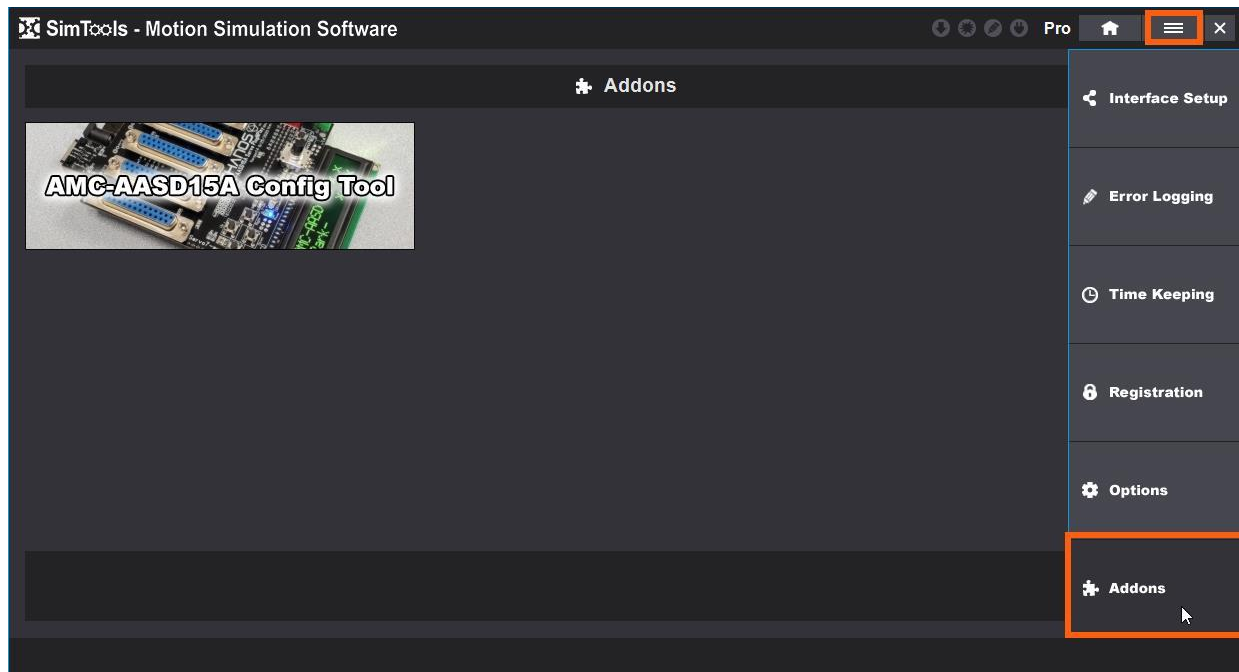 SimTools - Motion Simulation Software
Pro
Addons
AMC-AASD15A Config Tool
Interface Setup
Error Logging
Time Keeping
Registration
Options
Addons